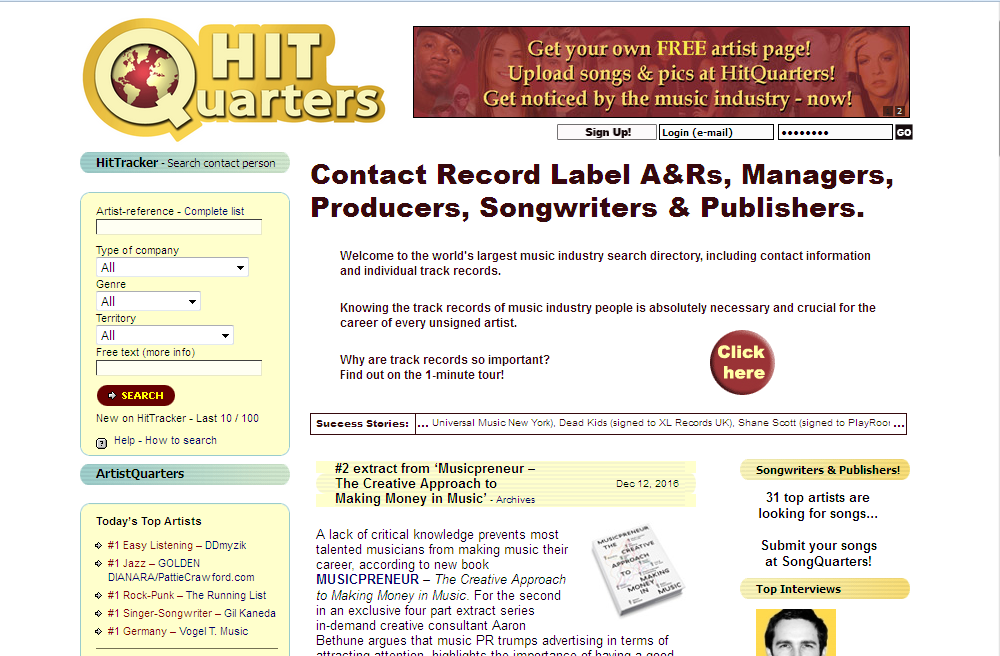 HIT
Quarters
Get your own FREE artist page!
Upload songs & pics at HitQuarters!
Get noticed by the music industry - now!
2
Sign Up!
Login (e-mail)
••••••••
GO
HitTracker - Search contact person
Artist-reference - Complete list
Type of company
All
Genre
All
Territory
All
Free text (more info)
SEARCH
New on HitTracker - Last 10 / 100
? Help - How to search
ArtistQuarters
Today's Top Artists
#1 Easy Listening – DDmyzik
#1 Jazz – GOLDEN
DIANARA/PattieCrawford.com
#1 Rock-Punk – The Running List
#1 Singer-Songwriter – Gil Kaneda
#1 Germany – Vogel T. Music
Contact Record Label A&Rs, Managers,
Producers, Songwriters & Publishers.
Welcome to the world's largest music industry search directory, including contact information
and individual track records.
Knowing the track records of music industry people is absolutely necessary and crucial for the
career of every unsigned artist.
Why are track records so important?
Find out on the 1-minute tour!
Click
here
Success Stories: ... Universal Music New York), Dead Kids (signed to XL Records UK), Shane Scott (signed to PlayRoor ...
#2 extract from ‘Musicpreneur –
The Creative Approach to
Making Money in Music’ - Archives
Dec 12, 2016
A lack of critical knowledge prevents most
talented musicians from making music their
career, according to new book
MUSICPRENEUR – The Creative Approach
to Making Money in Music. For the second
in an exclusive four part extract series
in-demand creative consultant Aaron
Bethune argues that music PR trumps advertising in terms of
attracting attention, highlights the importance of having a good
MUSICPRENEUR
THE
CREATIVE
APPROACH
TO
MAKING
MONEY
IN MUSIC
Songwriters & Publishers!
31 top artists are
looking for songs...
Submit your songs
at SongQuarters!
Top Interviews